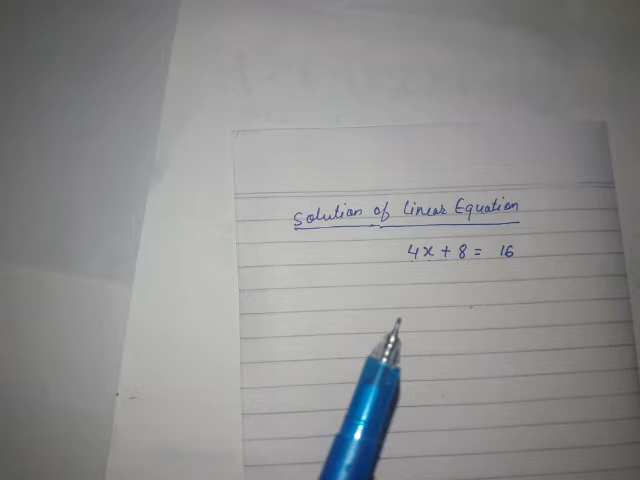 Solution of Linear Equation
4x + 8 = 16